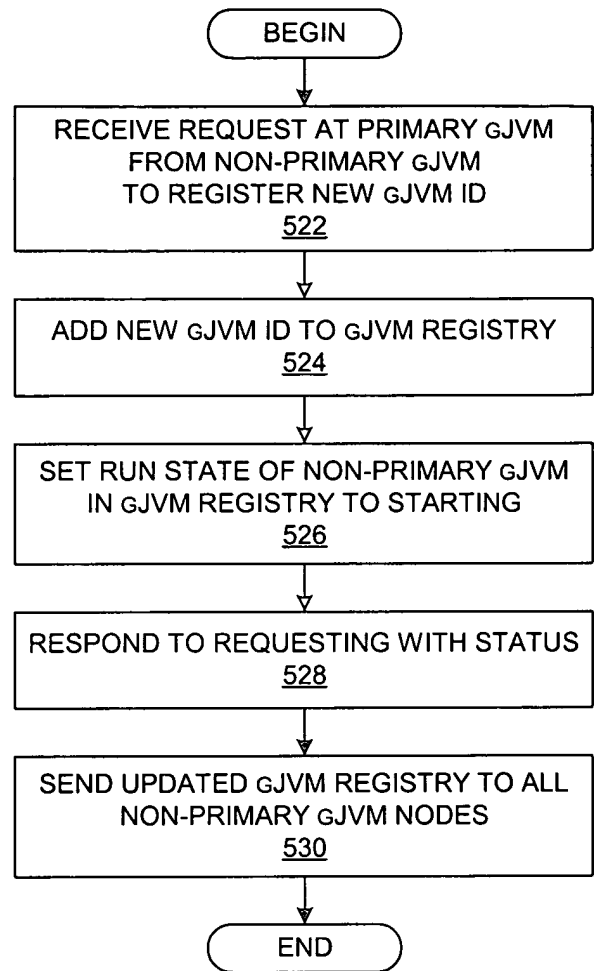 BEGIN
RECEIVE REQUEST AT PRIMARY GJVM
FROM NON-PRIMARY GJVM
TO REGISTER NEW GJVM ID
522
ADD NEW GJVM ID TO GJVM REGISTRY
524
SET RUN STATE OF NON-PRIMARY GJVM
IN GJVM REGISTRY TO STARTING
526
RESPOND TO REQUESTING WITH STATUS
528
SEND UPDATED GJVM REGISTRY TO ALL
NON-PRIMARY GJVM NODES
530
END